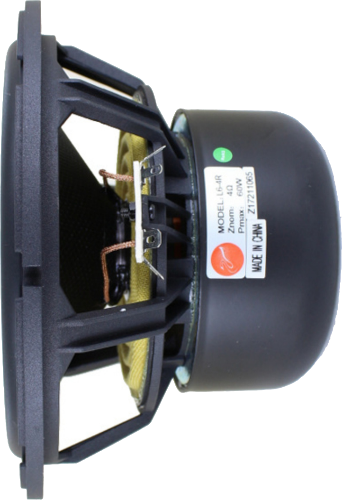 MODEL: L6-4R
Znom: 4Ω
Pmax: 60W
Z17211065
MADE IN CHINA